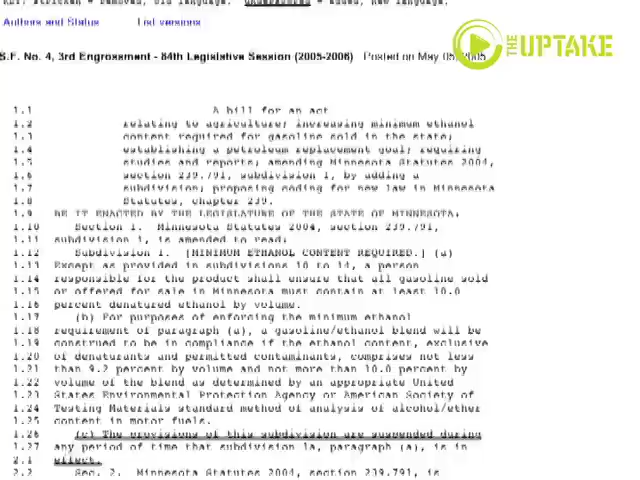 KEY: stricken = removed, old language. underscored = added, new language.
Authors and Status List versions
THE UPTAKE
S.F. No. 4, 3rd Engrossment - 84th Legislative Session (2005-2006) Posted on May 05, 2005
1.1 A bill for an act
1.2 relating to agriculture; increasing minimum ethanol
1.3 content required for gasoline sold in the state;
1.4 establishing a petroleum replacement goal; requiring
1.5 studies and reports; amending Minnesota Statutes 2004,
1.6 section 239.791, subdivision 1, by adding a
1.7 subdivision; proposing coding for new law in Minnesota
1.8 Statutes, chapter 239.
1.9 BE IT ENACTED BY THE LEGISLATURE OF THE STATE OF MINNESOTA:
1.10 Section 1. Minnesota Statutes 2004, section 239.791,
1.11 subdivision 1, is amended to read:
1.12 Subdivision 1. [MINIMUM ETHANOL CONTENT REQUIRED.] (a)
1.13 Except as provided in subdivisions 10 to 14, a person
1.14 responsible for the product shall ensure that all gasoline sold
1.15 or offered for sale in Minnesota must contain at least 10.0
1.16 percent denatured ethanol by volume.
1.17 (b) For purposes of enforcing the minimum ethanol
1.18 requirement of paragraph (a), a gasoline/ethanol blend will be
1.19 construed to be in compliance if the ethanol content, exclusive
1.20 of denaturants and permitted contaminants, comprises not less
1.21 than 9.2 percent by volume and not more than 10.0 percent by
1.22 volume of the blend as determined by an appropriate United
1.23 States Environmental Protection Agency or American Society of
1.24 Testing Materials standard method of analysis of alcohol/ether
1.25 content in motor fuels.
1.26 (c) The provisions of this subdivision are suspended during
1.27 any period of time that subdivision 1a, paragraph (a), is in
2.1 effect.
2.2 Sec. 2. Minnesota Statutes 2004, section 239.791, is